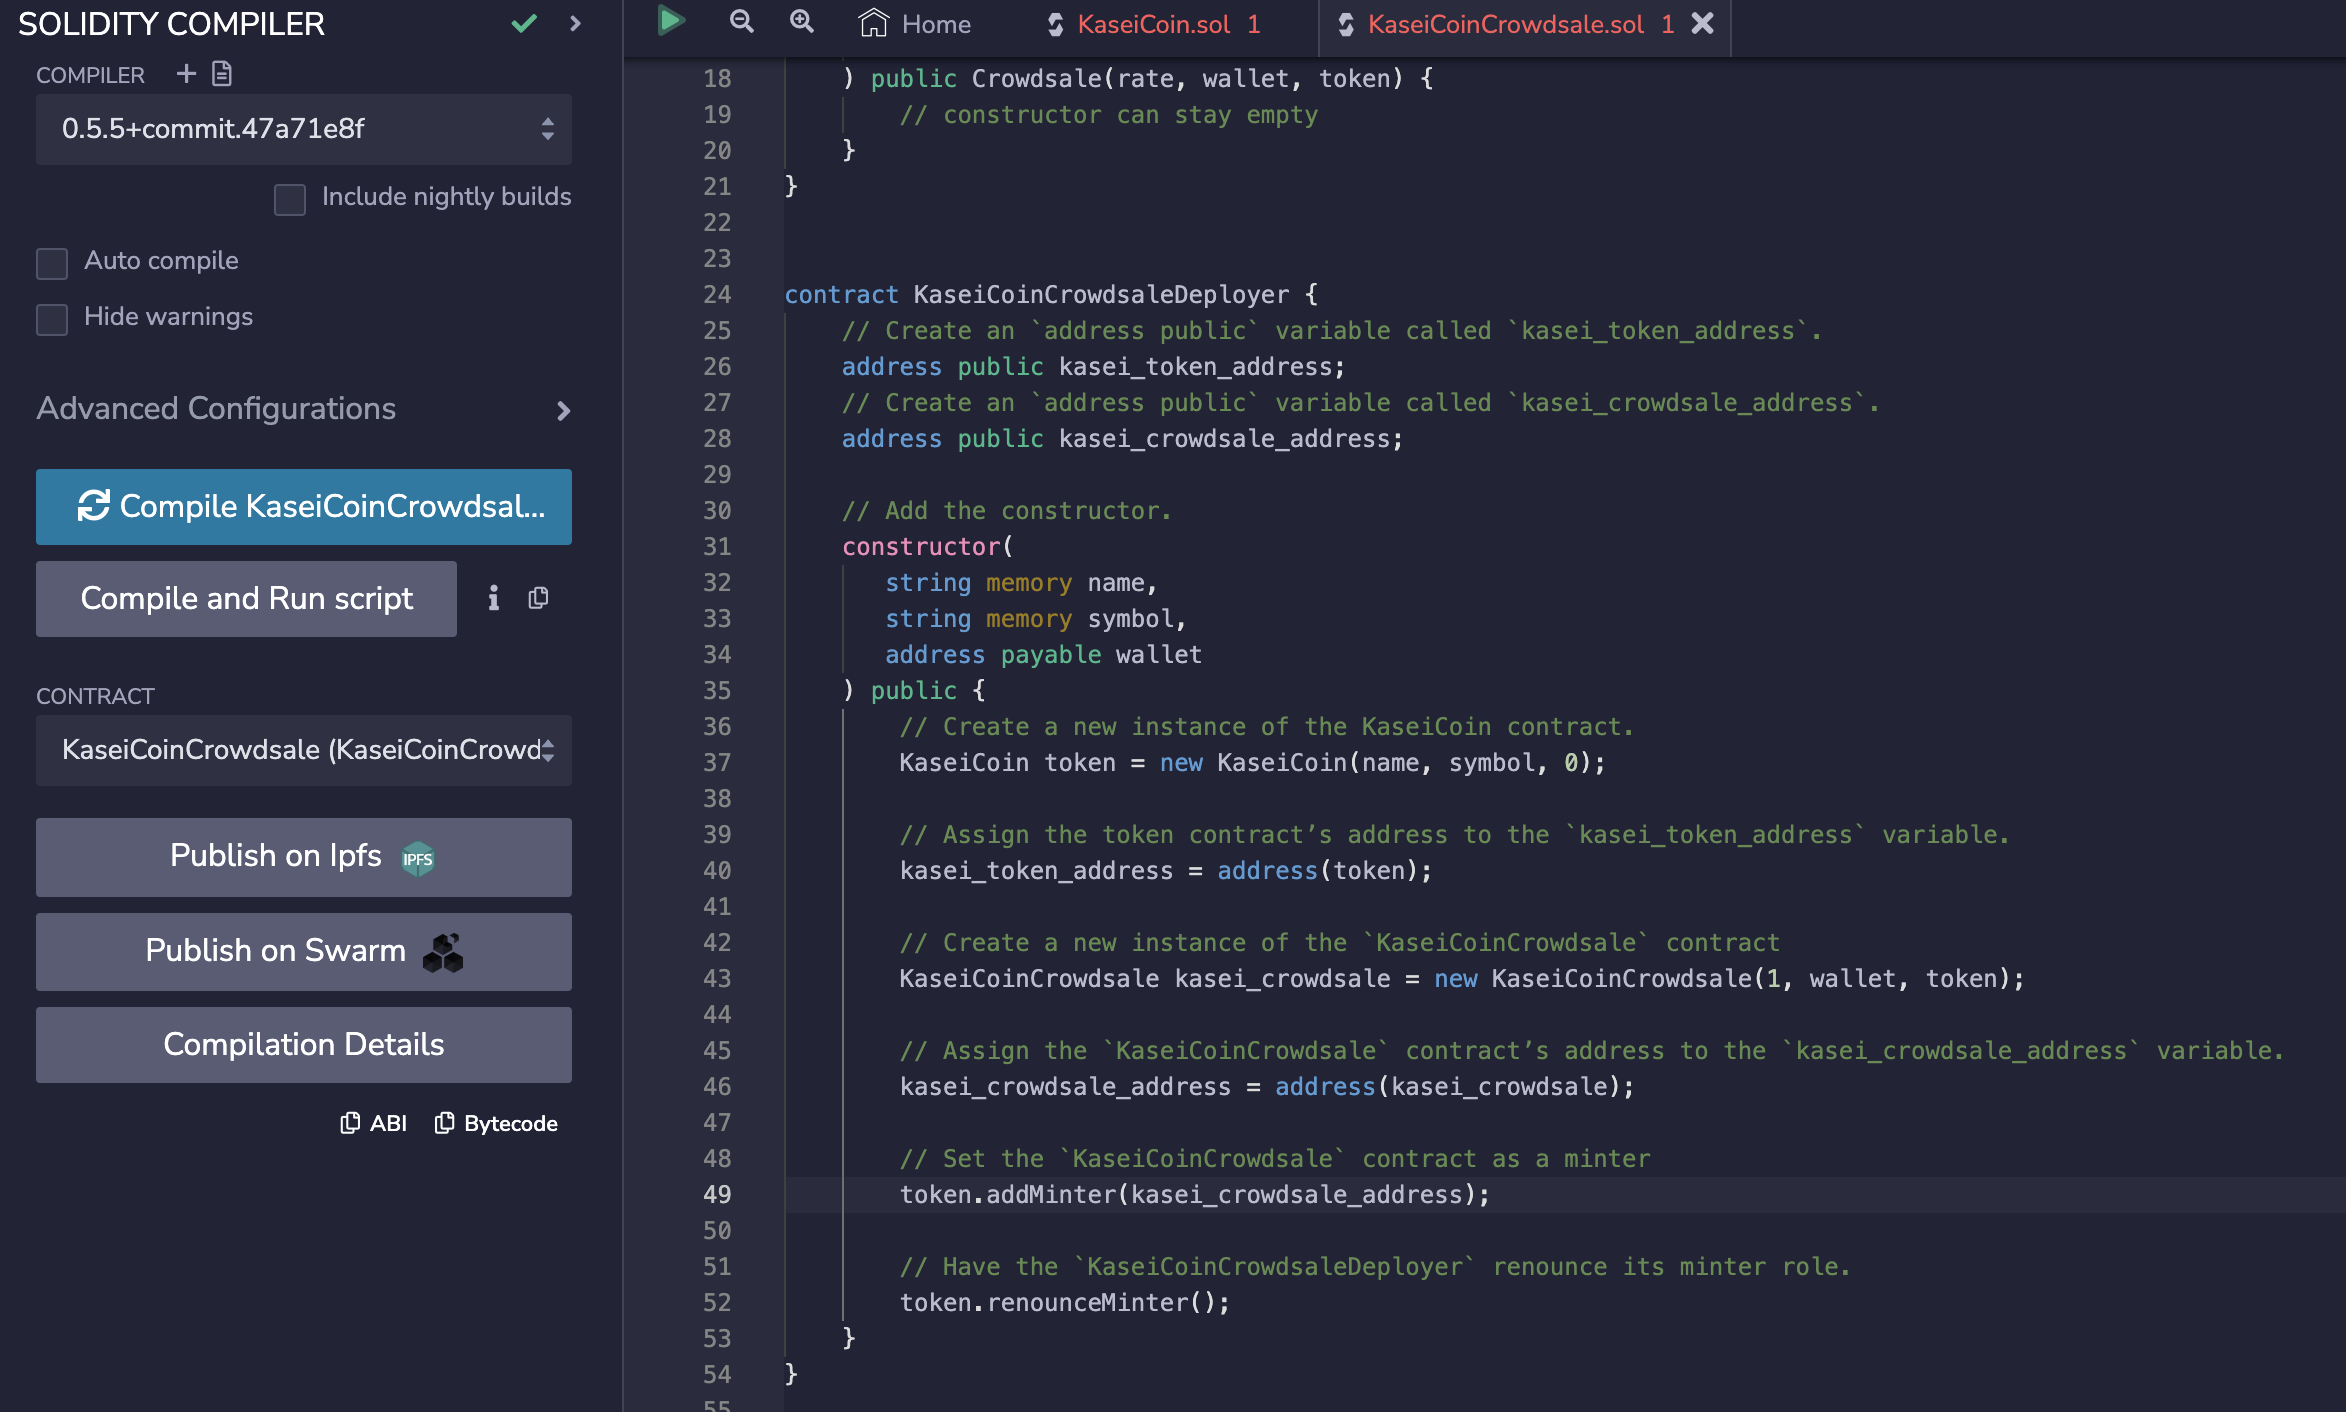 SOLIDITY COMPILER
COMPILER
0.5.5+commit.47a71e8f
Include nightly builds
Auto compile
Hide warnings
Advanced Configurations
Compile KaseiCoinCrowdsal...
Compile and Run script
CONTRACT
KaseiCoinCrowdsale (KaseiCoinCrowd
Publish on Ipfs IPFS
Publish on Swarm
Compilation Details
ABI Bytecode
Home KaseiCoin.sol 1 KaseiCoinCrowdsale.sol 1
18 ) public Crowdsale(rate, wallet, token) {
19 // constructor can stay empty
20 }
21 }
22
23
24 contract KaseiCoinCrowdsaleDeployer {
25 // Create an `address public` variable called `kasei_token_address`.
26 address public kasei_token_address;
27 // Create an `address public` variable called `kasei_crowdsale_address`.
28 address public kasei_crowdsale_address;
29
30 // Add the constructor.
31 constructor(
32 string memory name,
33 string memory symbol,
34 address payable wallet
35 ) public {
36 // Create a new instance of the KaseiCoin contract.
37 KaseiCoin token = new KaseiCoin(name, symbol, 0);
38
39 // Assign the token contract’s address to the `kasei_token_address` variable.
40 kasei_token_address = address(token);
41
42 // Create a new instance of the `KaseiCoinCrowdsale` contract
43 KaseiCoinCrowdsale kasei_crowdsale = new KaseiCoinCrowdsale(1, wallet, token);
44
45 // Assign the `KaseiCoinCrowdsale` contract’s address to the `kasei_crowdsale_address` variable.
46 kasei_crowdsale_address = address(kasei_crowdsale);
47
48 // Set the `KaseiCoinCrowdsale` contract as a minter
49 token.addMinter(kasei_crowdsale_address);
50
51 // Have the `KaseiCoinCrowdsaleDeployer` renounce its minter role.
52 token.renounceMinter();
53 }
54 }
55